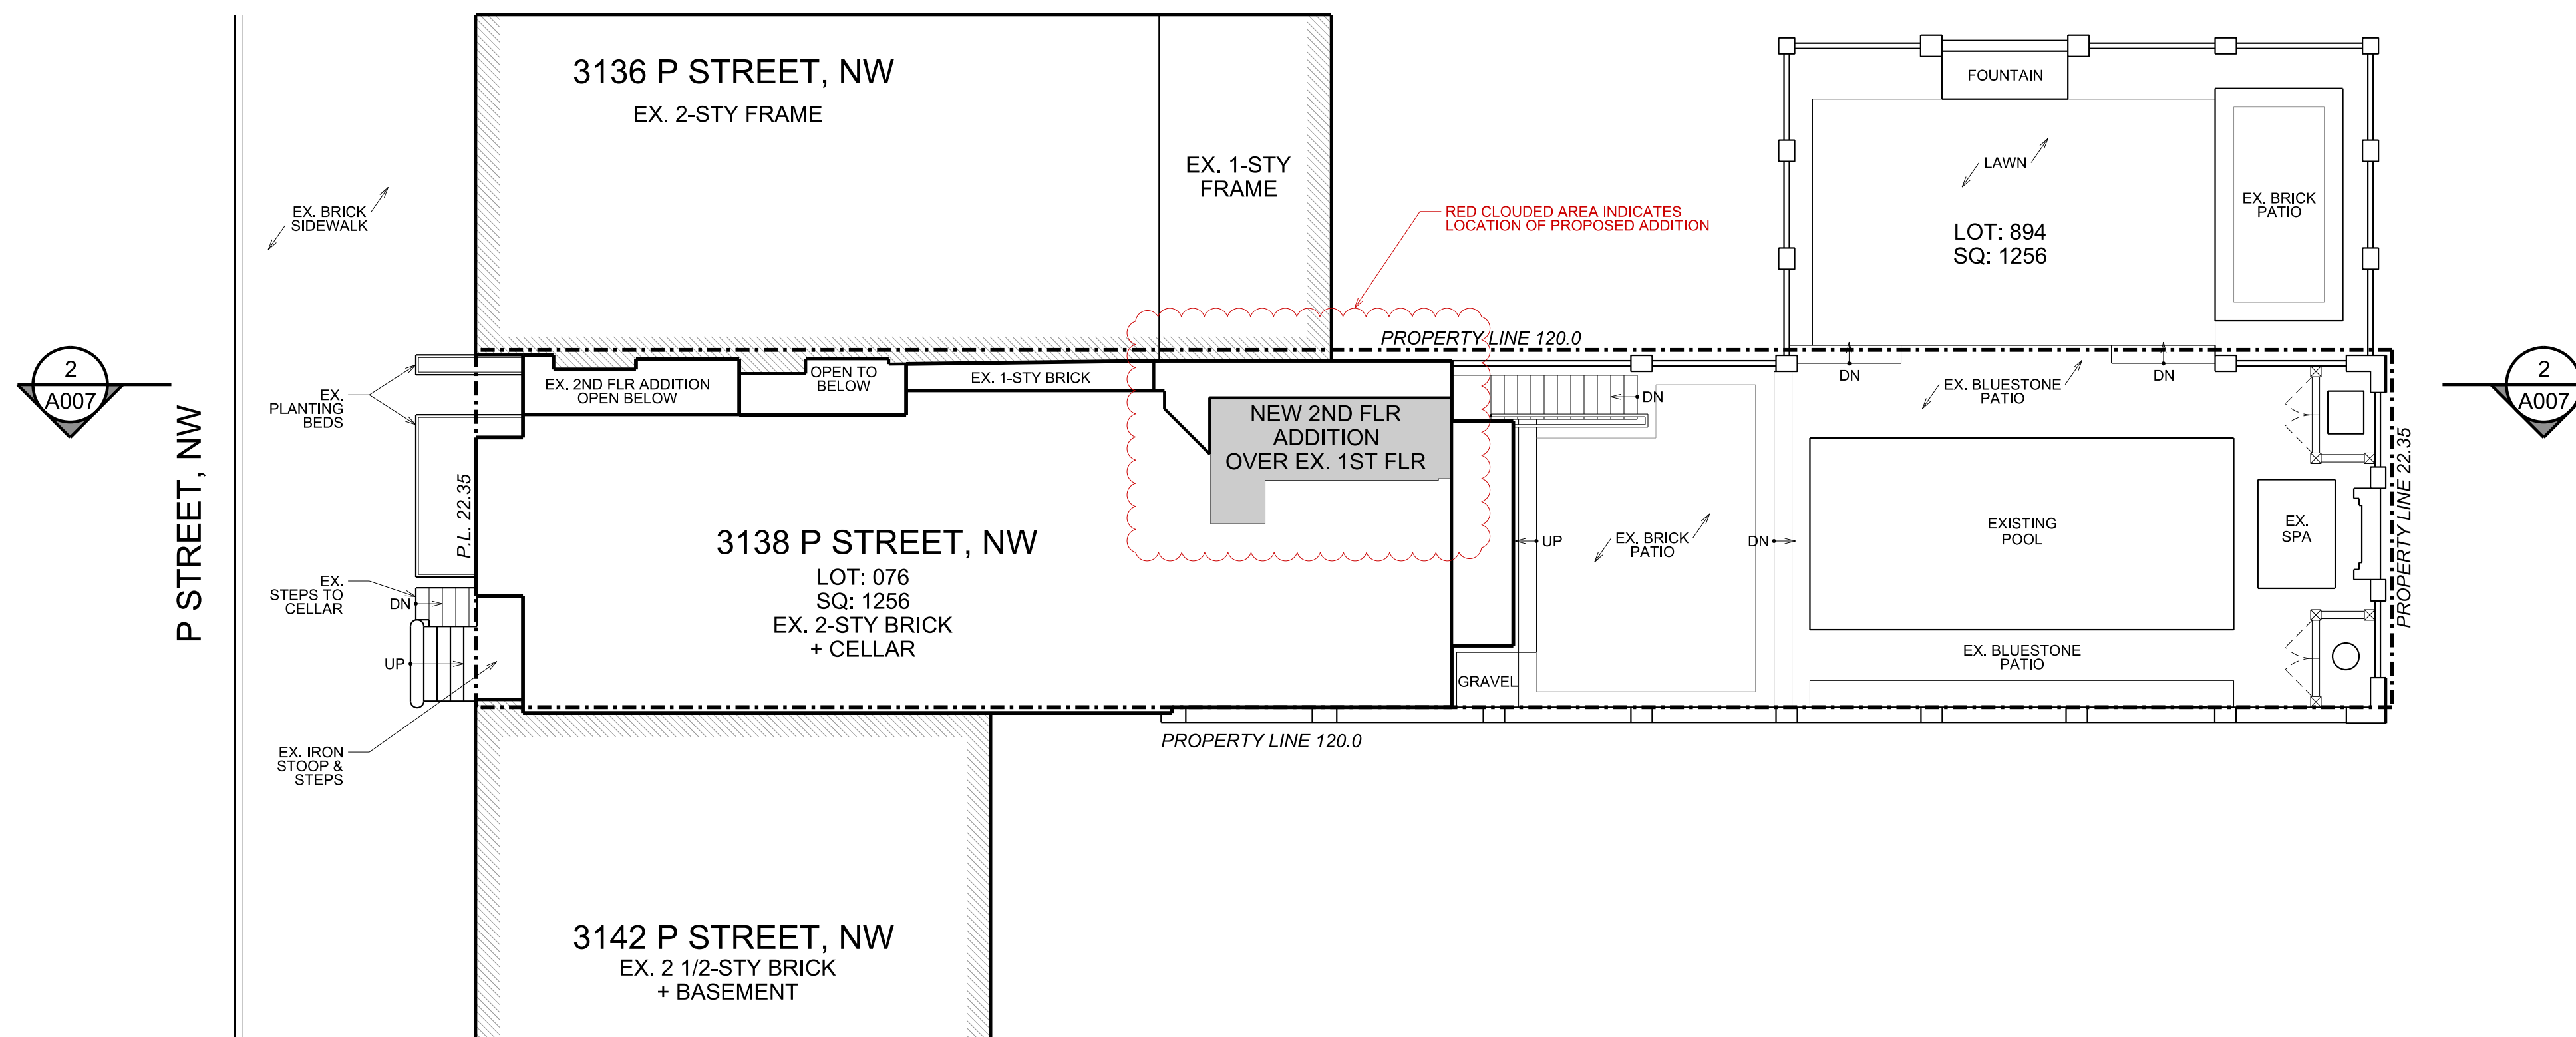 3136 P STREET, NW
EX. 2-STY FRAME
EX. 1-STY
FRAME
FOUNTAIN
LAWN
LOT: 894
SQ: 1256
EX. BRICK
PATIO
EX. BRICK
SIDEWALK
RED CLOUDED AREA INDICATES
LOCATION OF PROPOSED ADDITION
PROPERTY LINE 120.0
2
A007
EX.
PLANTING
BEDS
EX. 2ND FLR ADDITION
OPEN BELOW
OPEN TO
BELOW
EX. 1-STY BRICK
NEW 2ND FLR
ADDITION
OVER EX. 1ST FLR
DN
DN
EX. BLUESTONE
PATIO
DN
2
A007
P STREET, NW
P.L. 22.35
3138 P STREET, NW
LOT: 076
SQ: 1256
EX. 2-STY BRICK
+ CELLAR
UP
EX. BRICK
PATIO
DN
EXISTING
POOL
EX.
SPA
PROPERTY LINE 22.35
EX.
STEPS TO
CELLAR
DN
UP
GRAVEL
EX. BLUESTONE
PATIO
EX. IRON
STOOP &
STEPS
PROPERTY LINE 120.0
3142 P STREET, NW
EX. 2 1/2-STY BRICK
+ BASEMENT